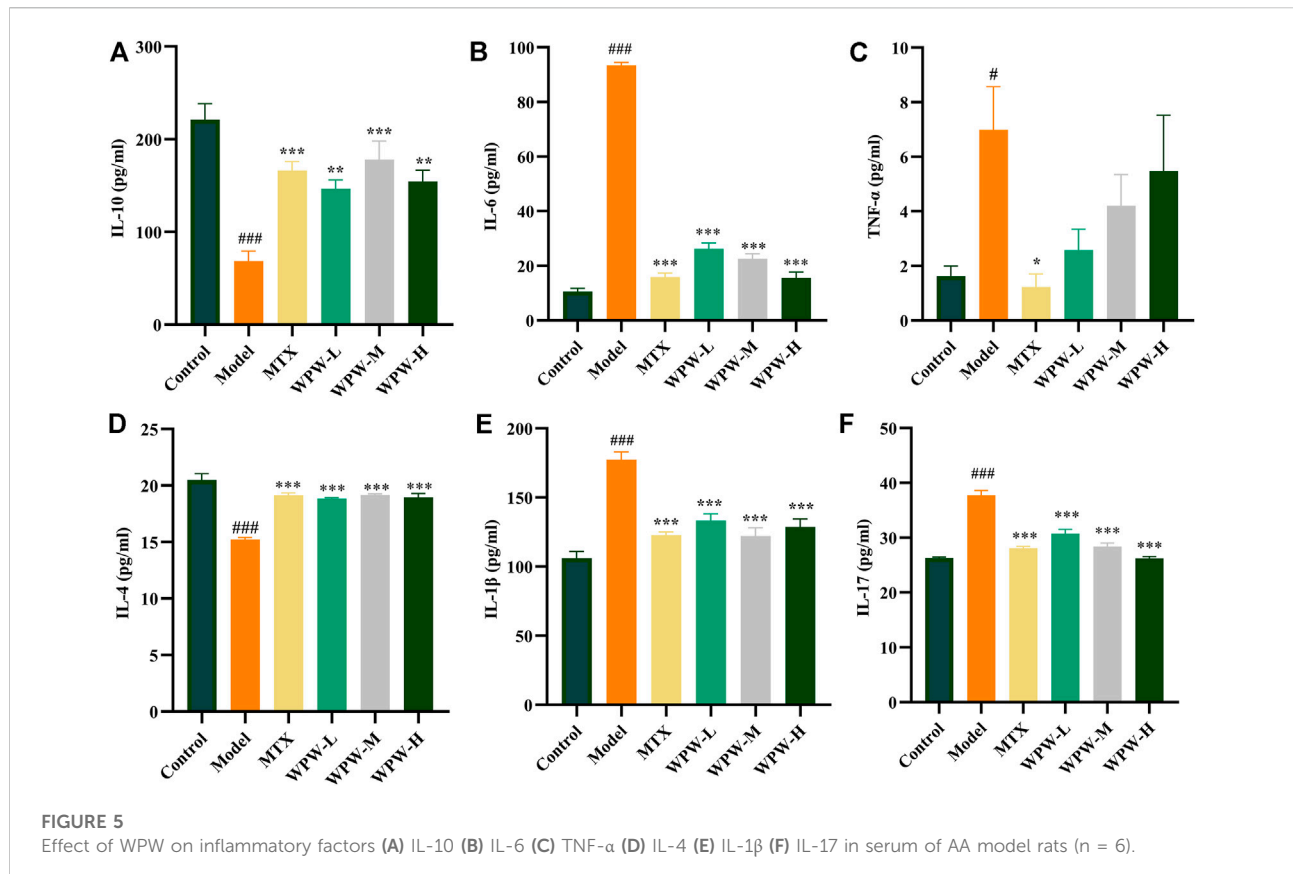 A
300
200
100
0
IL-10 (pg/ml)
###
***
**
***
**
Control
Model
MTX
WPW-L
WPW-M
WPW-H
B
100
80
60
40
20
0
IL-6 (pg/ml)
###
***
***
***
***
Control
Model
MTX
WPW-L
WPW-M
WPW-H
C
10
8
6
4
2
0
TNF-α (pg/ml)
#
*
Control
Model
MTX
WPW-L
WPW-M
WPW-H
D
25
20
15
10
5
0
IL-4 (pg/ml)
###
***
***
***
***
Control
Model
MTX
WPW-L
WPW-M
WPW-H
E
200
150
100
50
0
IL-1β (pg/ml)
###
***
***
***
***
Control
Model
MTX
WPW-L
WPW-M
WPW-H
F
50
40
30
20
10
0
IL-17 (pg/ml)
###
***
***
***
***
Control
Model
MTX
WPW-L
WPW-M
WPW-H
FIGURE 5
Effect of WPW on inflammatory factors (A) IL-10 (B) IL-6 (C) TNF-α (D) IL-4 (E) IL-1β (F) IL-17 in serum of AA model rats (n = 6).